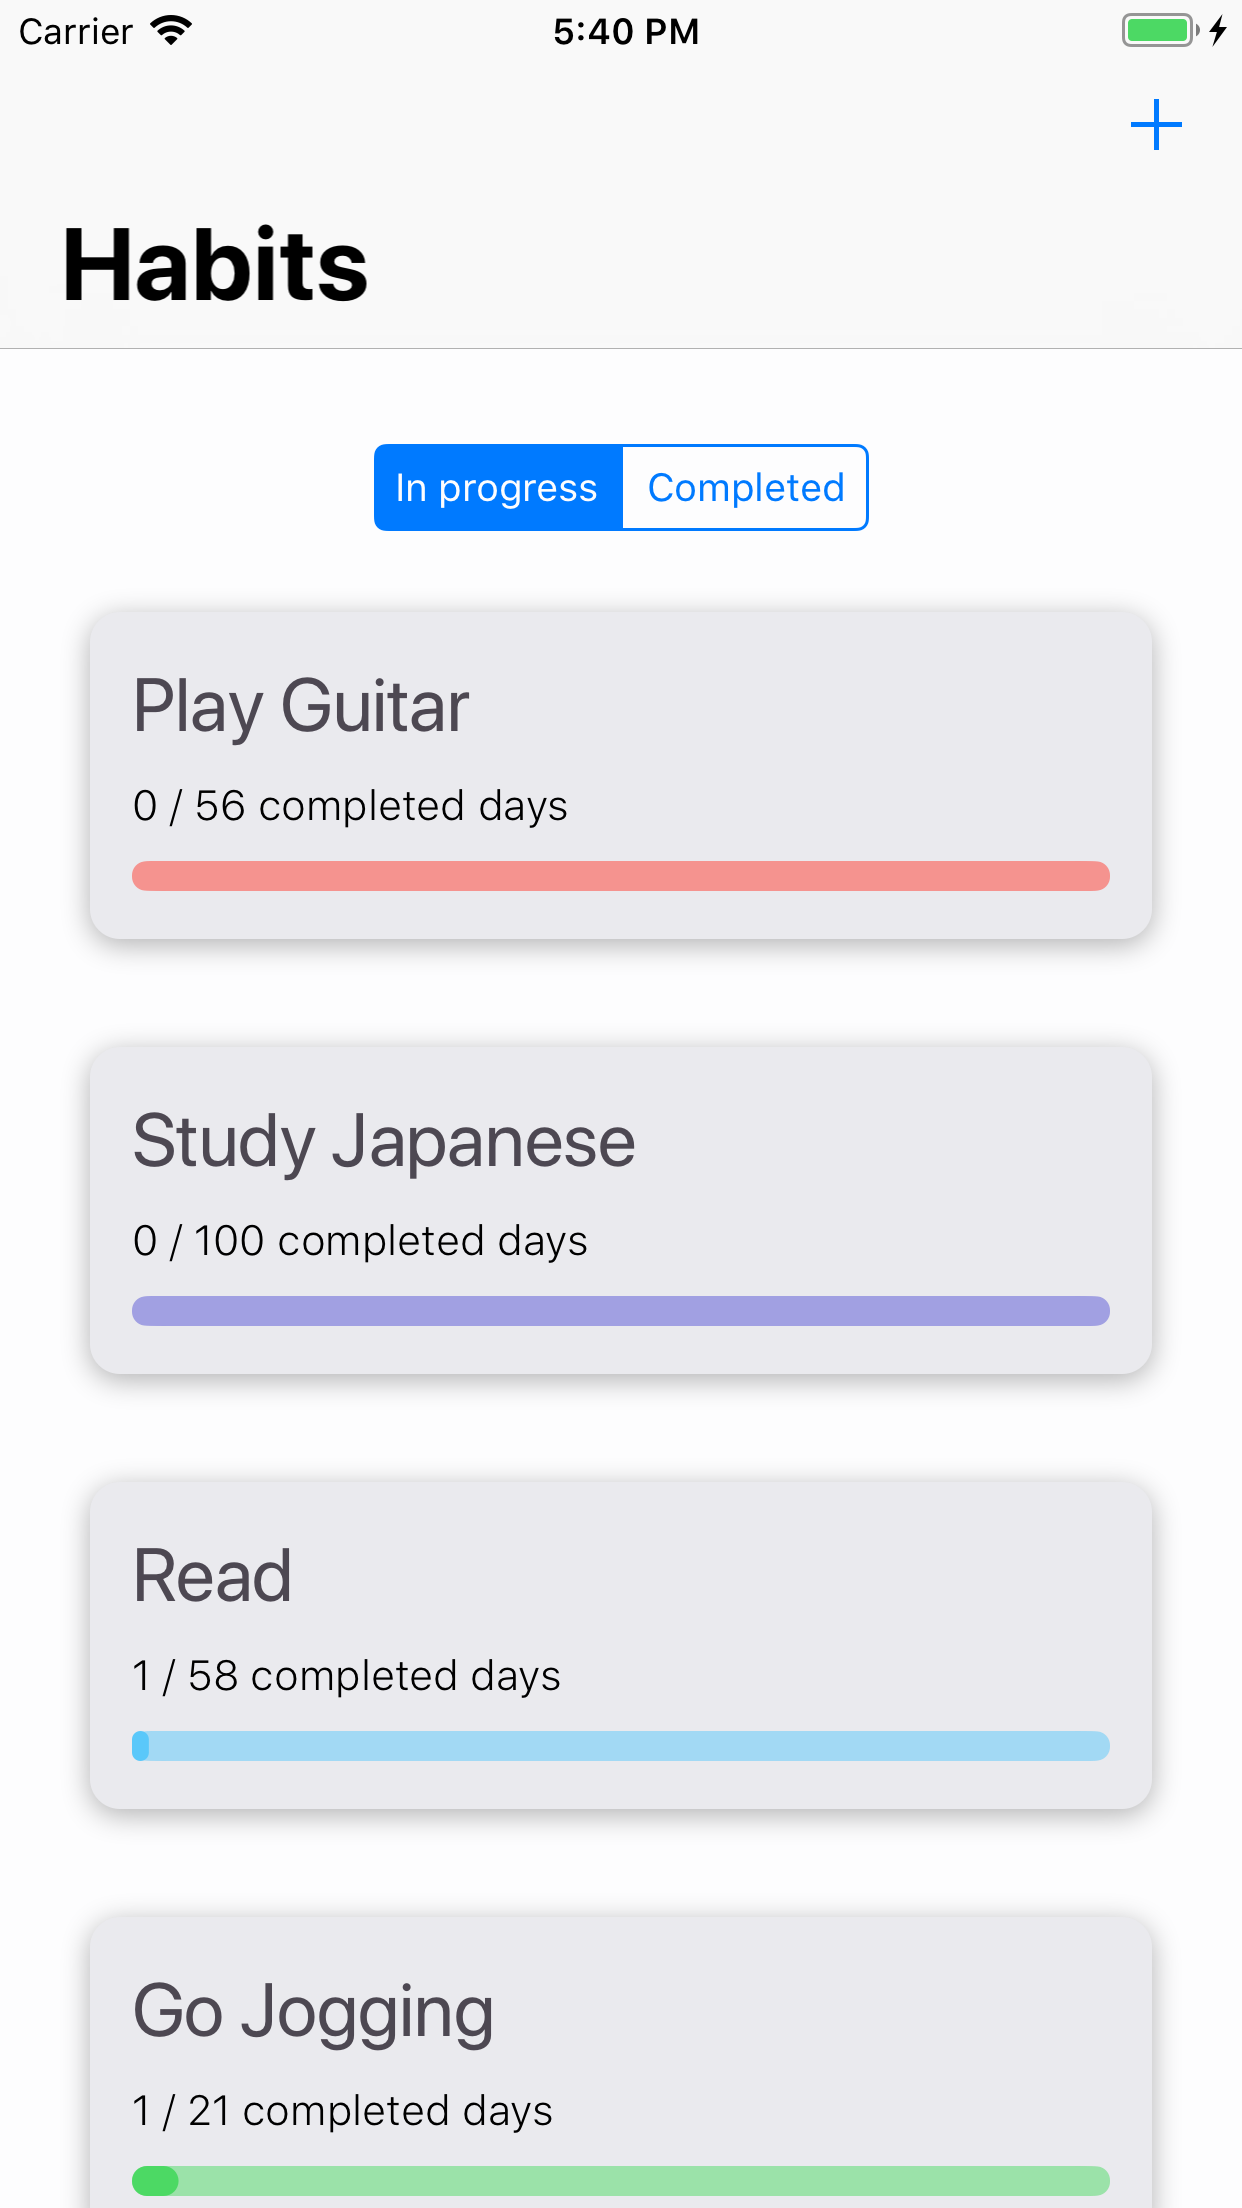 Carrier 5:40 PM
Habits
In progress Completed
Play Guitar
0 / 56 completed days
Study Japanese
0 / 100 completed days
Read
1 / 58 completed days
Go Jogging
1 / 21 completed days